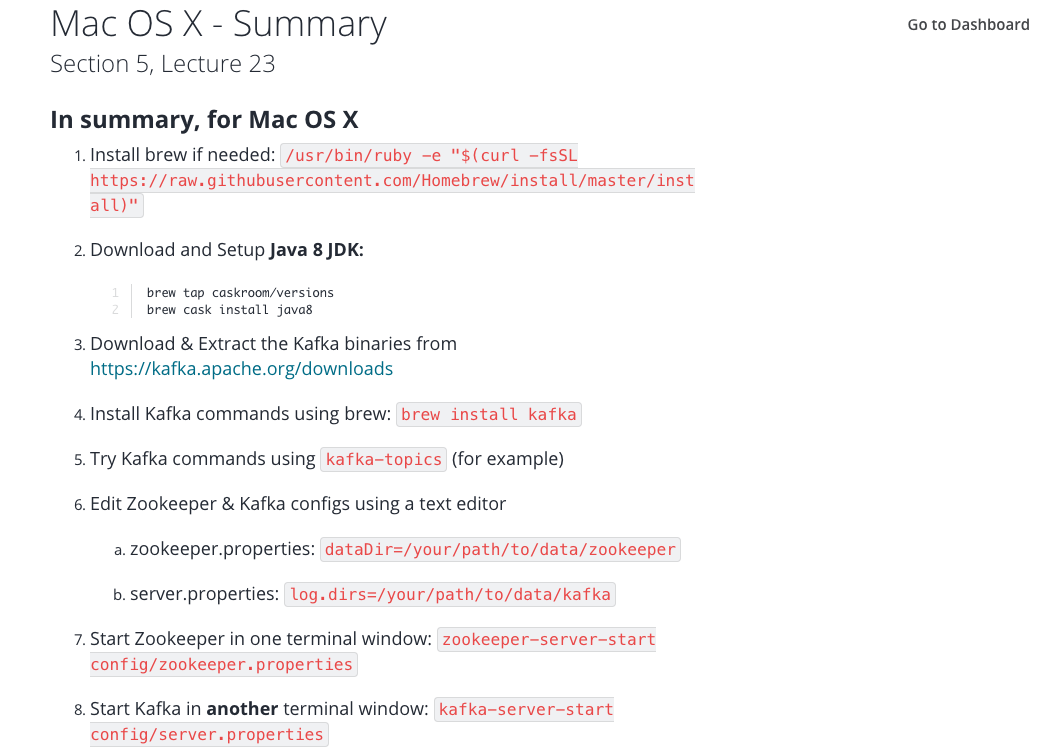 Mac OS X - Summary
Go to Dashboard
Section 5, Lecture 23
In summary, for Mac OS X
1. Install brew if needed: /usr/bin/ruby -e "$(curl -fsSL
https://raw.githubusercontent.com/Homebrew/install/master/inst
all)"
2. Download and Setup Java 8 JDK:
1 brew tap caskroom/versions
2 brew cask install java8
3. Download & Extract the Kafka binaries from
https://kafka.apache.org/downloads
4. Install Kafka commands using brew: brew install kafka
5. Try Kafka commands using kafka-topics (for example)
6. Edit Zookeeper & Kafka configs using a text editor
a. zookeeper.properties: dataDir=/your/path/to/data/zookeeper
b. server.properties: log.dirs=/your/path/to/data/kafka
7. Start Zookeeper in one terminal window: zookeeper-server-start
config/zookeeper.properties
8. Start Kafka in another terminal window: kafka-server-start
config/server.properties